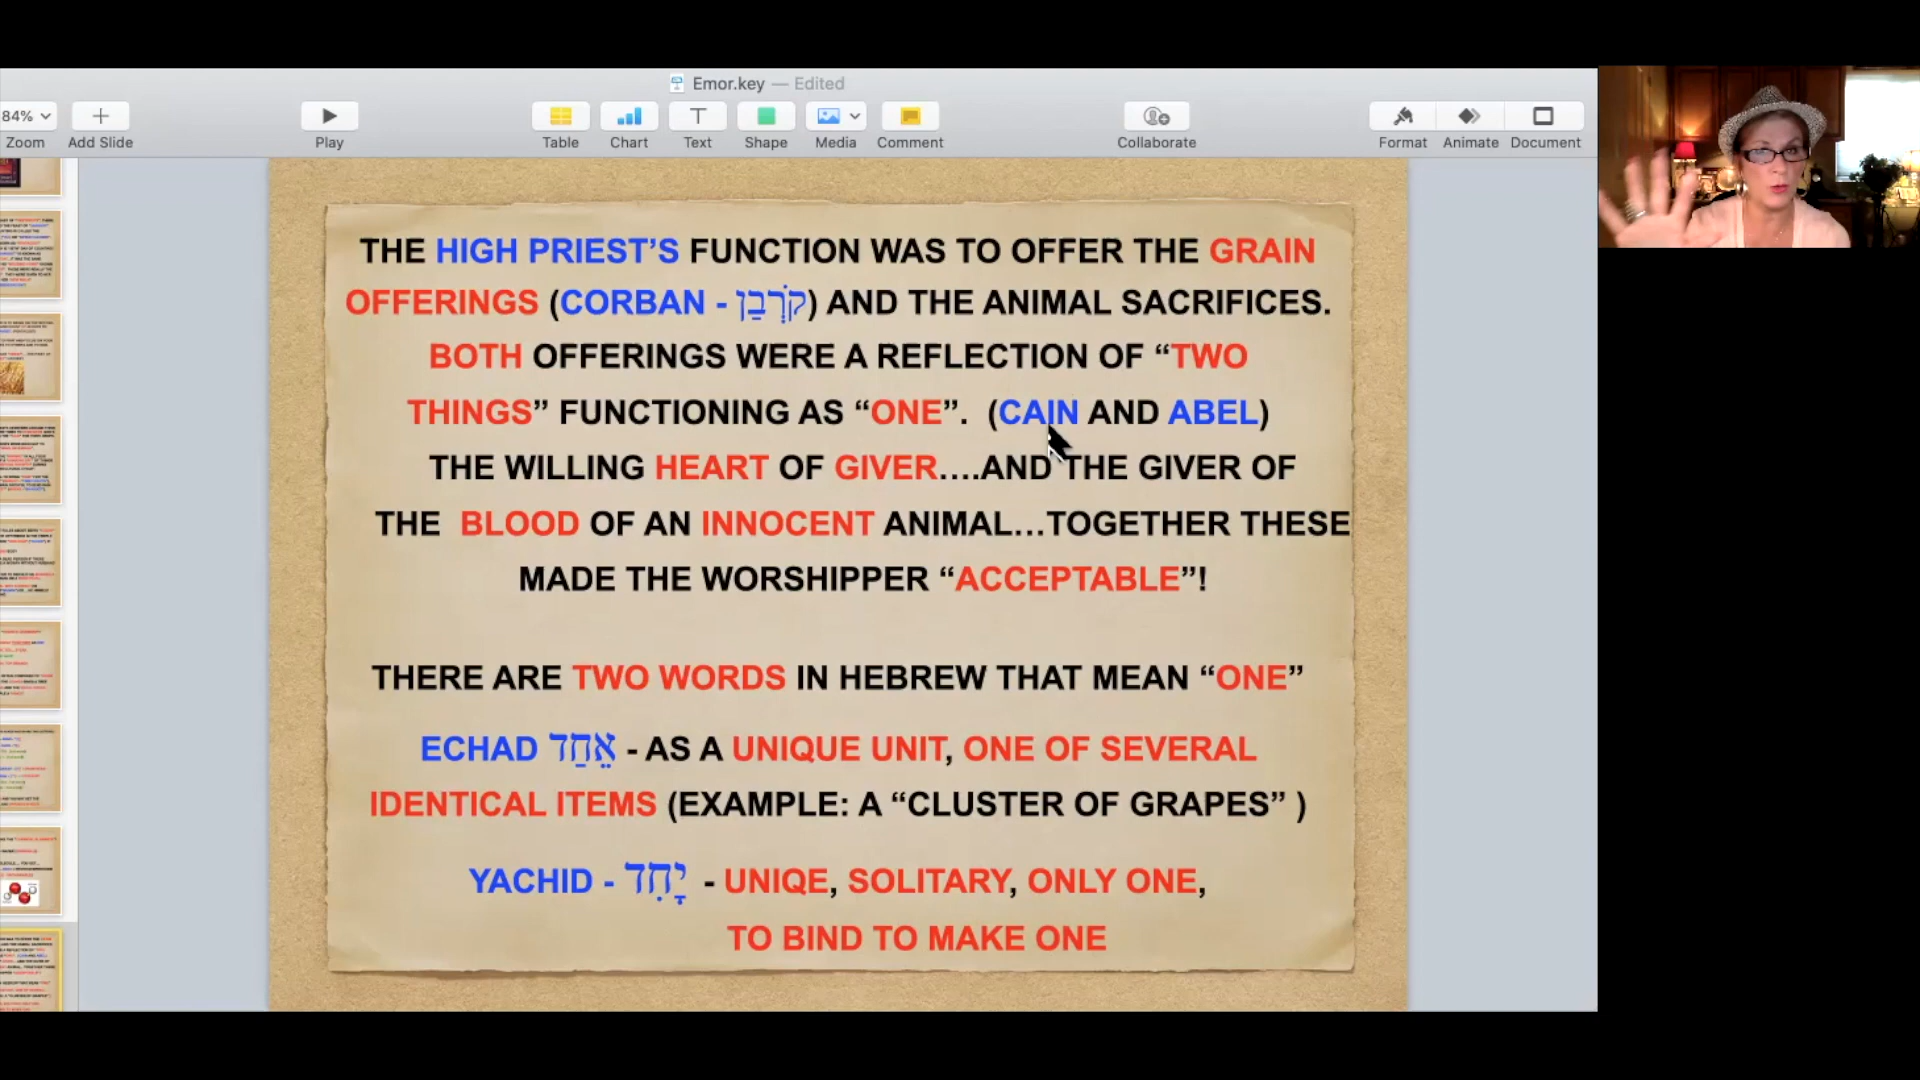 Emor.key — Edited
84%
Zoom
Add Slide
Play
Table
Chart
Text
Shape
Media
Comment
Collaborate
Format
Animate
Document
THE HIGH PRIEST’S FUNCTION WAS TO OFFER THE GRAIN
OFFERINGS (CORBAN - קֹרְבַן) AND THE ANIMAL SACRIFICES.
BOTH OFFERINGS WERE A REFLECTION OF “TWO
THINGS” FUNCTIONING AS “ONE”. (CAIN AND ABEL)
THE WILLING HEART OF GIVER....AND THE GIVER OF
THE BLOOD OF AN INNOCENT ANIMAL...TOGETHER THESE
MADE THE WORSHIPPER “ACCEPTABLE”!
THERE ARE TWO WORDS IN HEBREW THAT MEAN “ONE”
ECHAD אֵחַד - AS A UNIQUE UNIT, ONE OF SEVERAL
IDENTICAL ITEMS (EXAMPLE: A “CLUSTER OF GRAPES” )
YACHID - יָחִד - UNIQE, SOLITARY, ONLY ONE,
TO BIND TO MAKE ONE